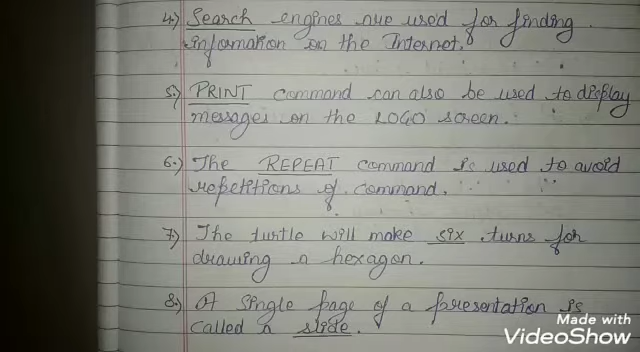 4.) Search engines are used for finding
information on the Internet.
5.) PRINT command can also be used to display
messages on the LOGO screen.
6.) The REPEAT command is used to avoid
repetitions of command.
7.) The turtle will make six turns for
drawing a hexagon.
8.) A single page of a presentation is
called a slide.
Made with
VideoShow